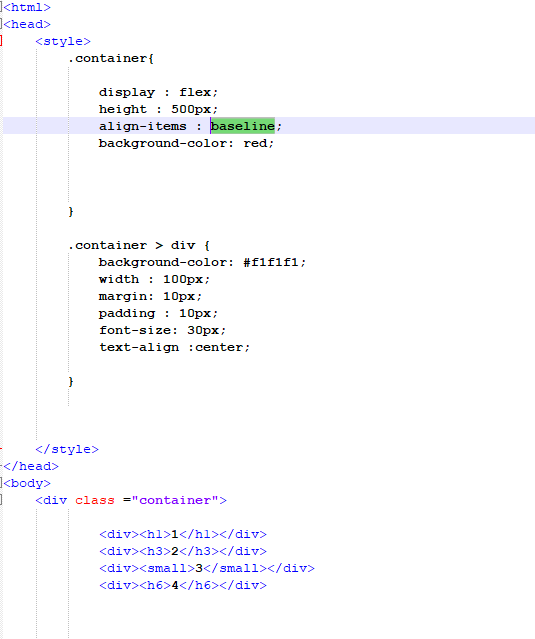 <html>
<head>
<style>
.container{
display : flex;
height : 500px;
align-items : baseline;
background-color: red;
}
.container > div {
background-color: #f1f1f1;
width : 100px;
margin: 10px;
padding : 10px;
font-size: 30px;
text-align :center;
}
</style>
</head>
<body>
<div class ="container">
<div><h1>1</h1></div>
<div><h3>2</h3></div>
<div><small>3</small></div>
<div><h6>4</h6></div>